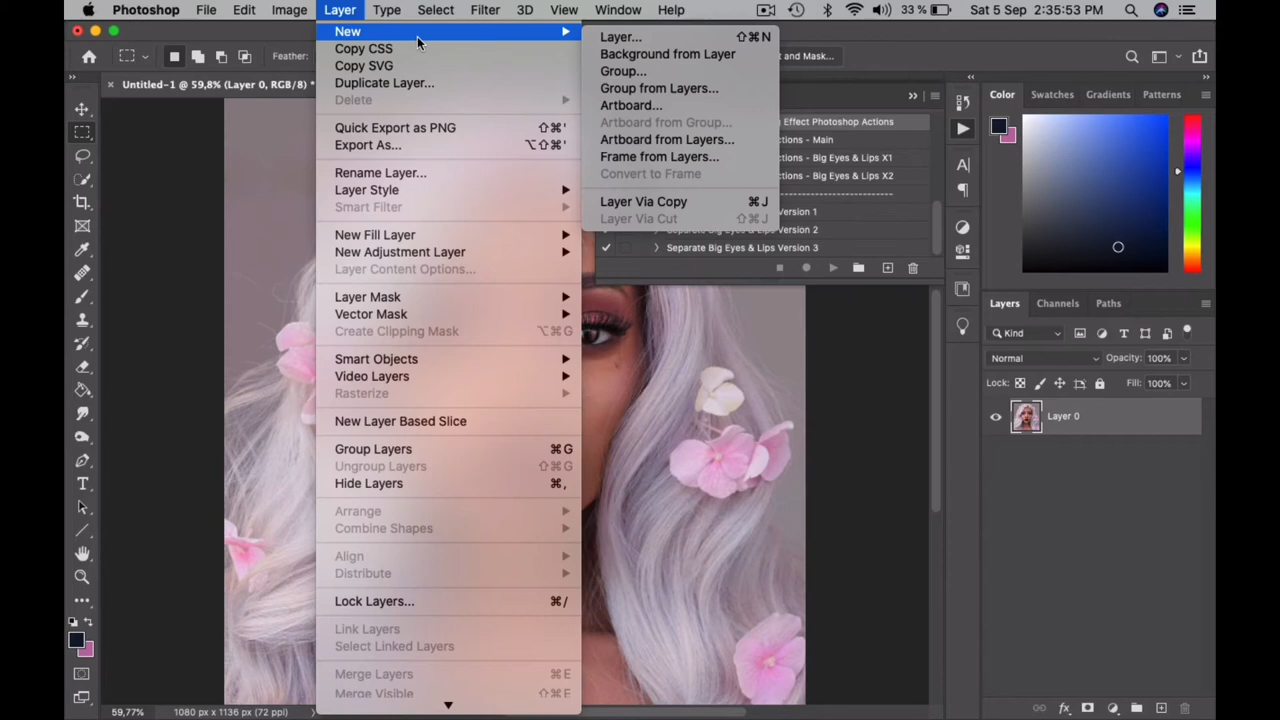 Photoshop File Edit Image Layer Type Select Filter 3D View Window Help 33 % Sat 5 Sep 2:35:53 PM
Feather:
t and Mask...
Untitled-1 @ 59,8% (Layer 0, RGB/8) *
New
Copy CSS
Copy SVG
Duplicate Layer...
Delete
Quick Export as PNG ⇧⌘'
Export As... ⌥⇧⌘'
Rename Layer...
Layer Style
Smart Filter
New Fill Layer
New Adjustment Layer
Layer Content Options...
Layer Mask
Vector Mask
Create Clipping Mask ⌥⌘G
Smart Objects
Video Layers
Rasterize
New Layer Based Slice
Group Layers ⌘G
Ungroup Layers ⇧⌘G
Hide Layers ⌘,
Arrange
Combine Shapes
Align
Distribute
Lock Layers... ⌘/
Link Layers
Select Linked Layers
Merge Layers ⌘E
Merge Visible ⇧⌘E
Layer... ⇧⌘N
Background from Layer
Group...
Group from Layers...
Artboard...
Artboard from Group...
Artboard from Layers...
Frame from Layers...
Convert to Frame
Layer Via Copy ⌘J
Layer Via Cut ⇧⌘J
Effect Photoshop Actions
ctions - Main
ctions - Big Eyes & Lips X1
ctions - Big Eyes & Lips X2
Version 1
Separate Big Eyes & Lips Version 2
Separate Big Eyes & Lips Version 3
Color Swatches Gradients Patterns
Layers Channels Paths
Kind
Normal Opacity: 100%
Lock: Fill: 100%
Layer 0
59,77% 1080 px x 1136 px (72 ppi)